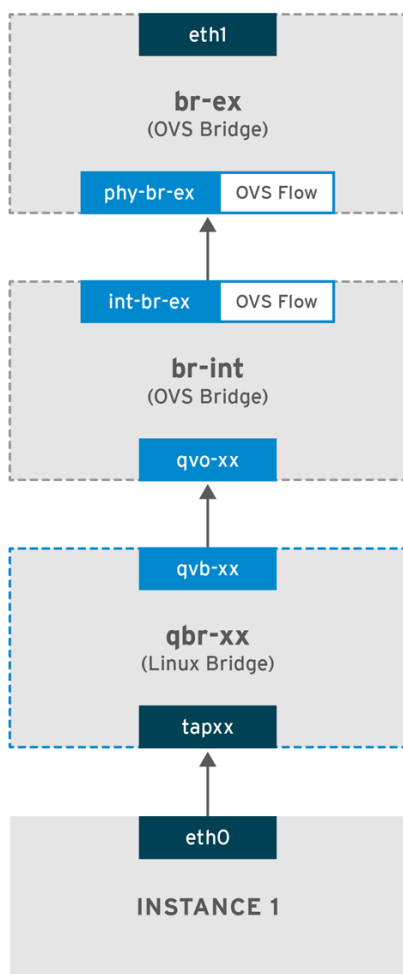 eth1
br-ex
(OVS Bridge)
phy-br-ex OVS Flow
int-br-ex OVS Flow
br-int
(OVS Bridge)
qvo-xx
qvb-xx
qbr-xx
(Linux Bridge)
tapxx
eth0
INSTANCE 1